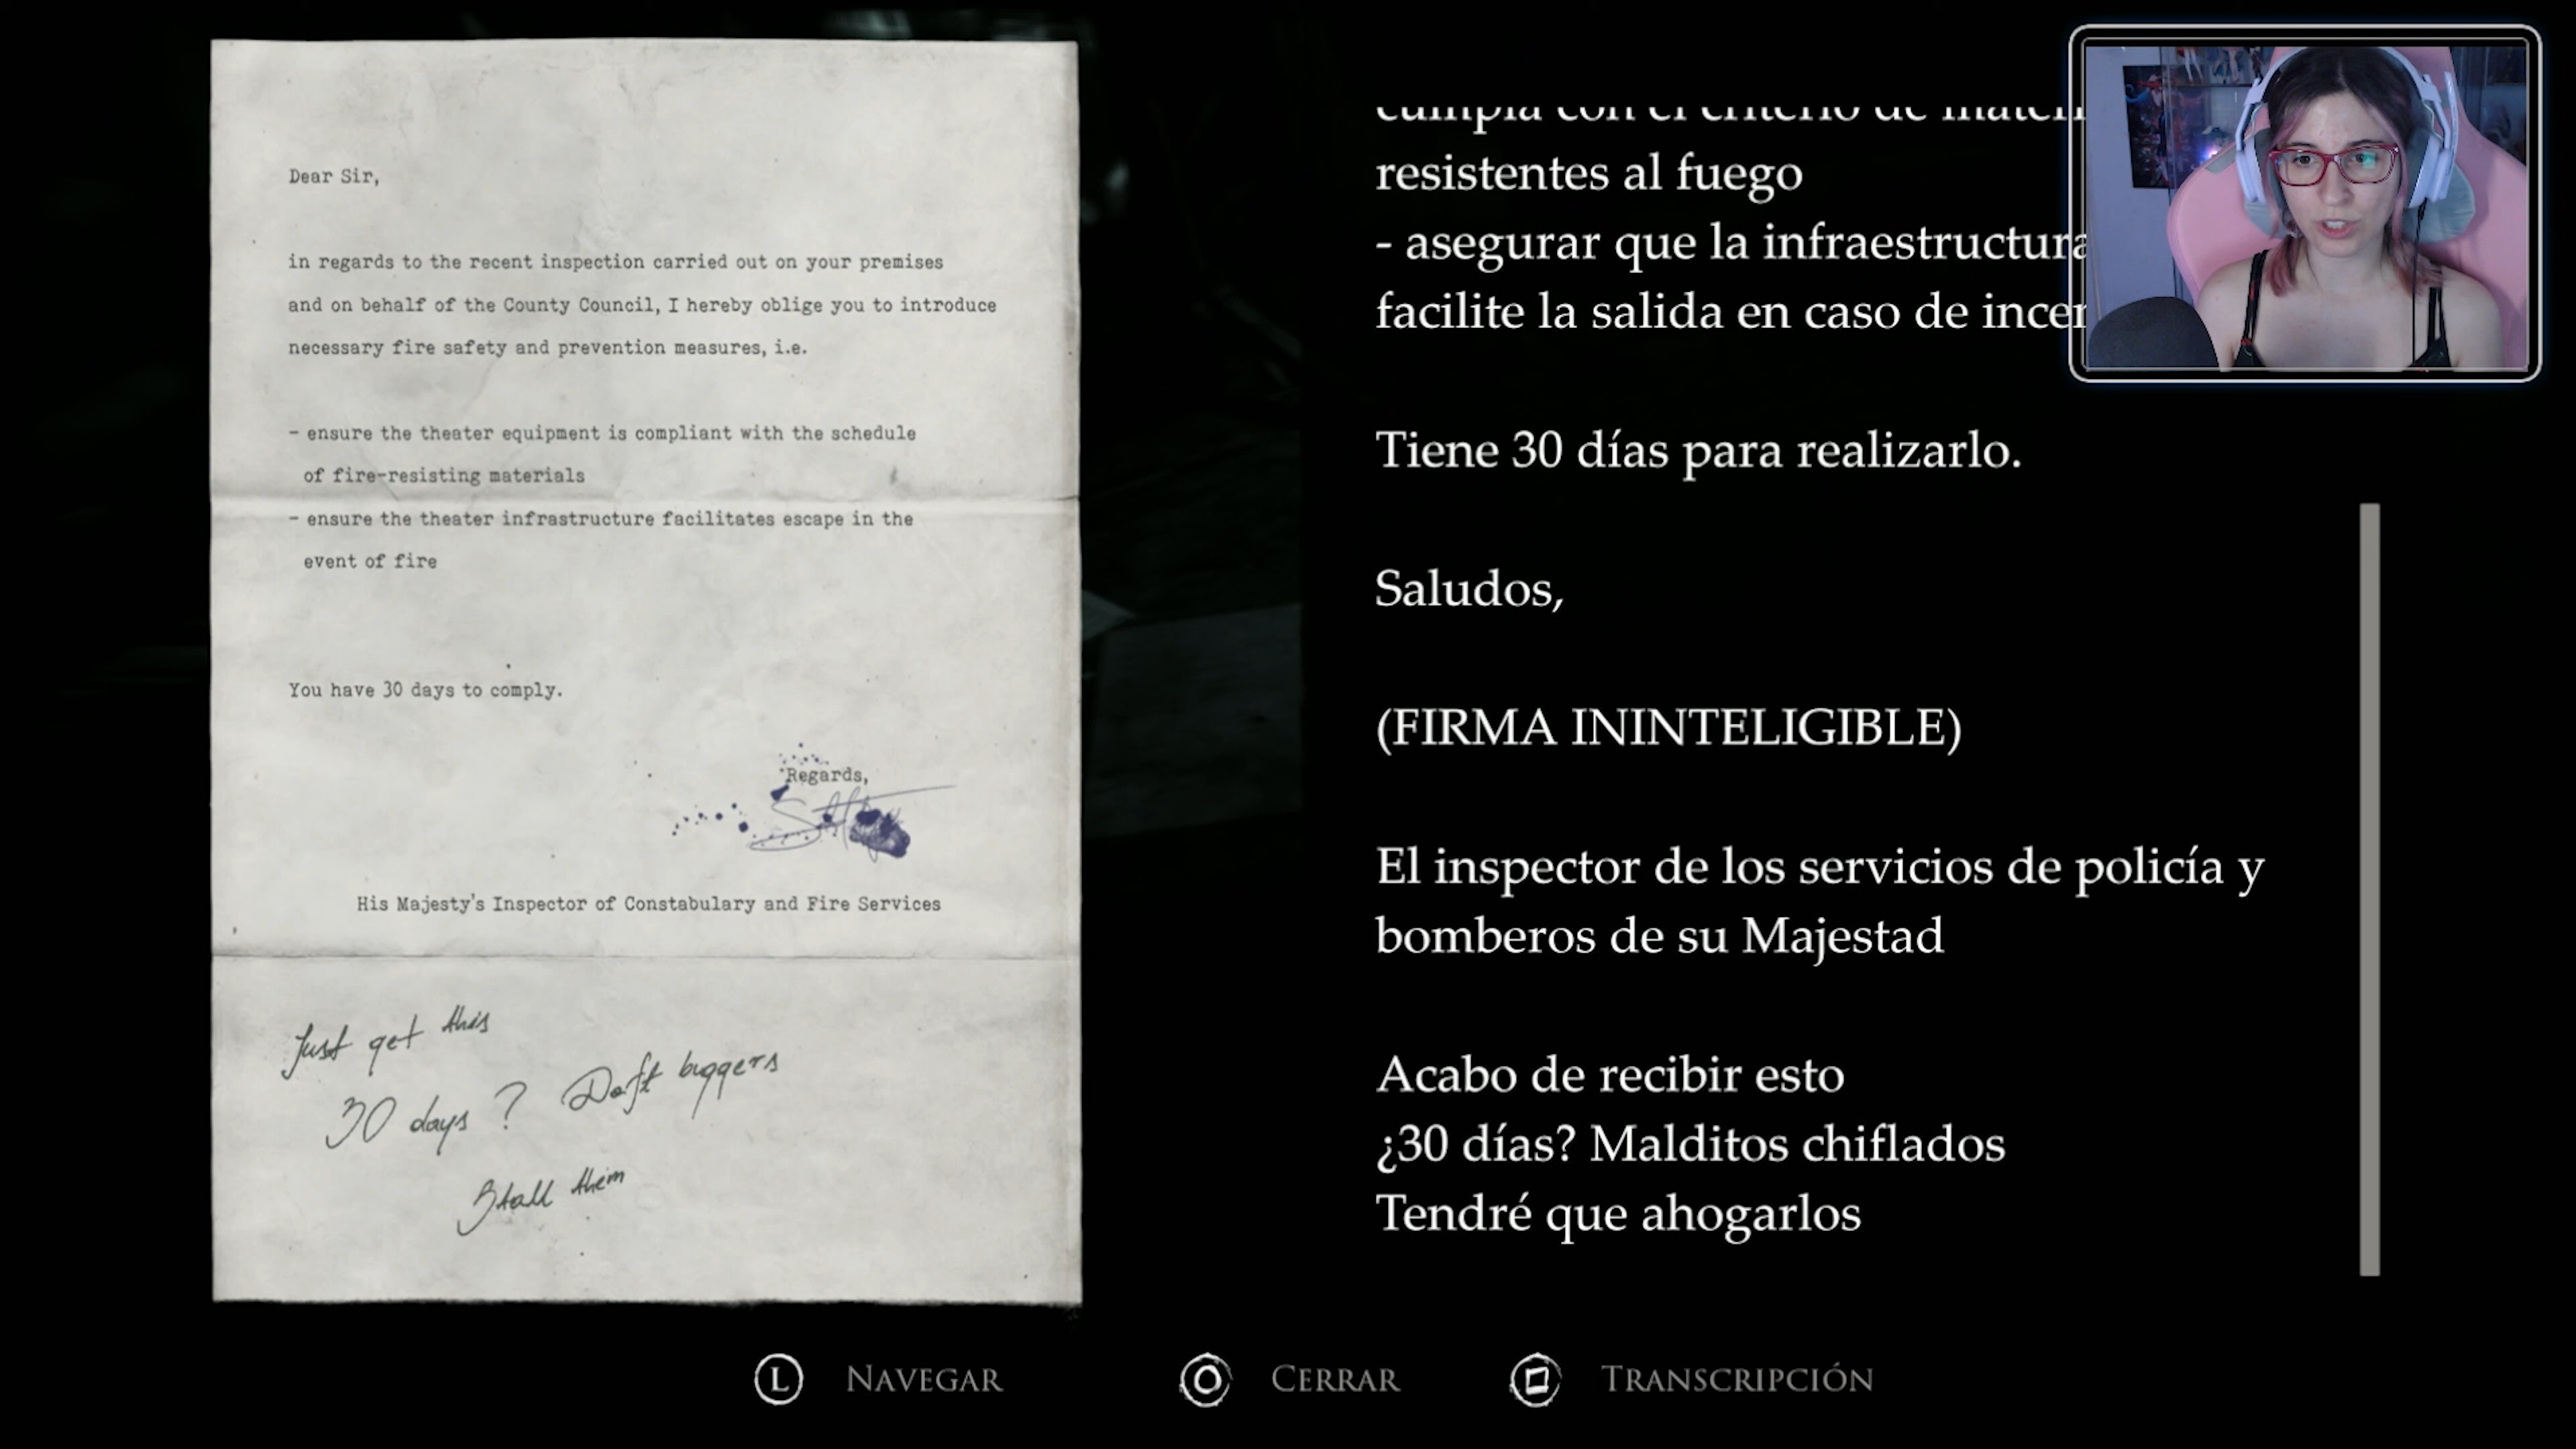 Dear Sir,
in regards to the recent inspection carried out on your premises
and on behalf of the County Council, I hereby oblige you to introduce
necessary fire safety and prevention measures, i.e.
- ensure the theater equipment is compliant with the schedule
of fire-resisting materials
- ensure the theater infrastructure facilitates escape in the
event of fire
You have 30 days to comply.
Regards,
His Majesty's Inspector of Constabulary and Fire Services
Just get this
30 days? Daft buggers
Stall them
cumpla con el criterio de
resistentes al fuego
- asegurar que la infraestructura
facilite la salida en caso de
Tiene 30 días para realizarlo.
Saludos,
(FIRMA ININTELIGIBLE)
El inspector de los servicios de policía y
bomberos de su Majestad
Acabo de recibir esto
¿30 días? Malditos chiflados
Tendré que ahogarlos
L NAVEGAR CERRAR TRANSCRIPCIÓN